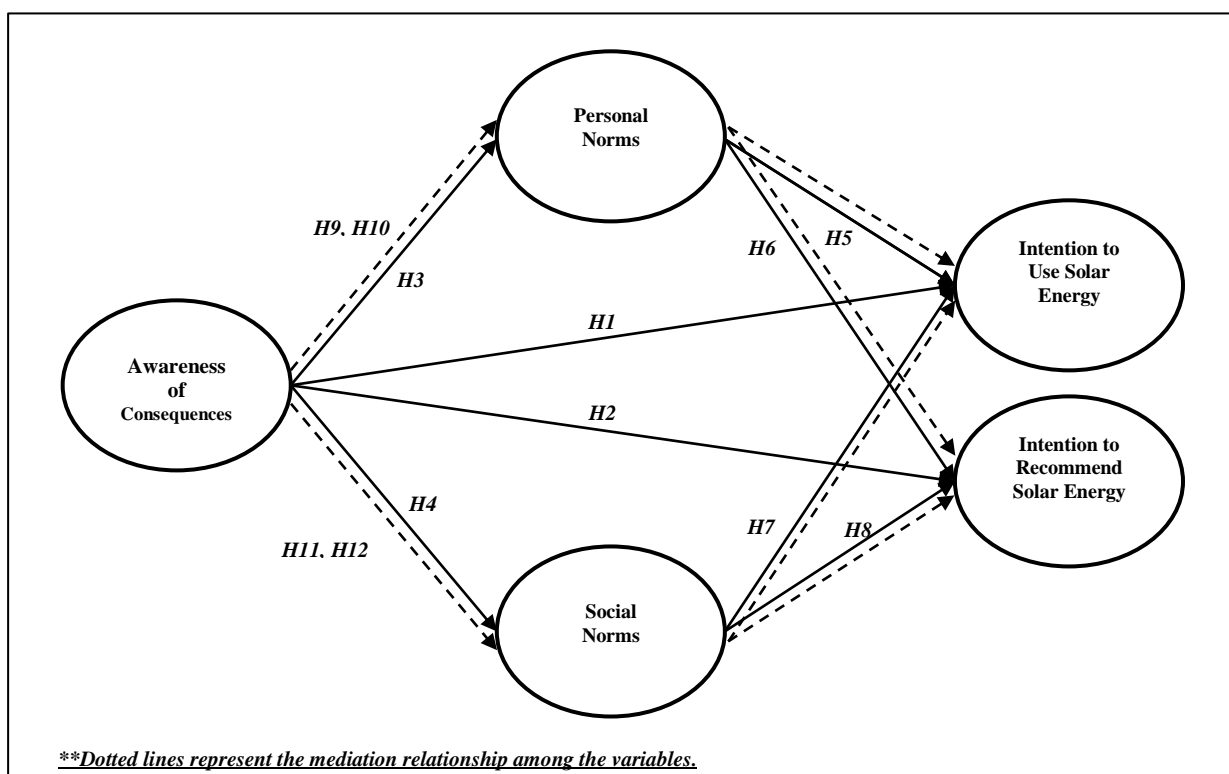 Personal
Norms
H9, H10
H3
H6
H5
Intention to
Use Solar
Energy
H1
Awareness
of
Consequences
H2
Intention to
Recommend
Solar Energy
H4
H7
H8
H11, H12
Social
Norms
**Dotted lines represent the mediation relationship among the variables.